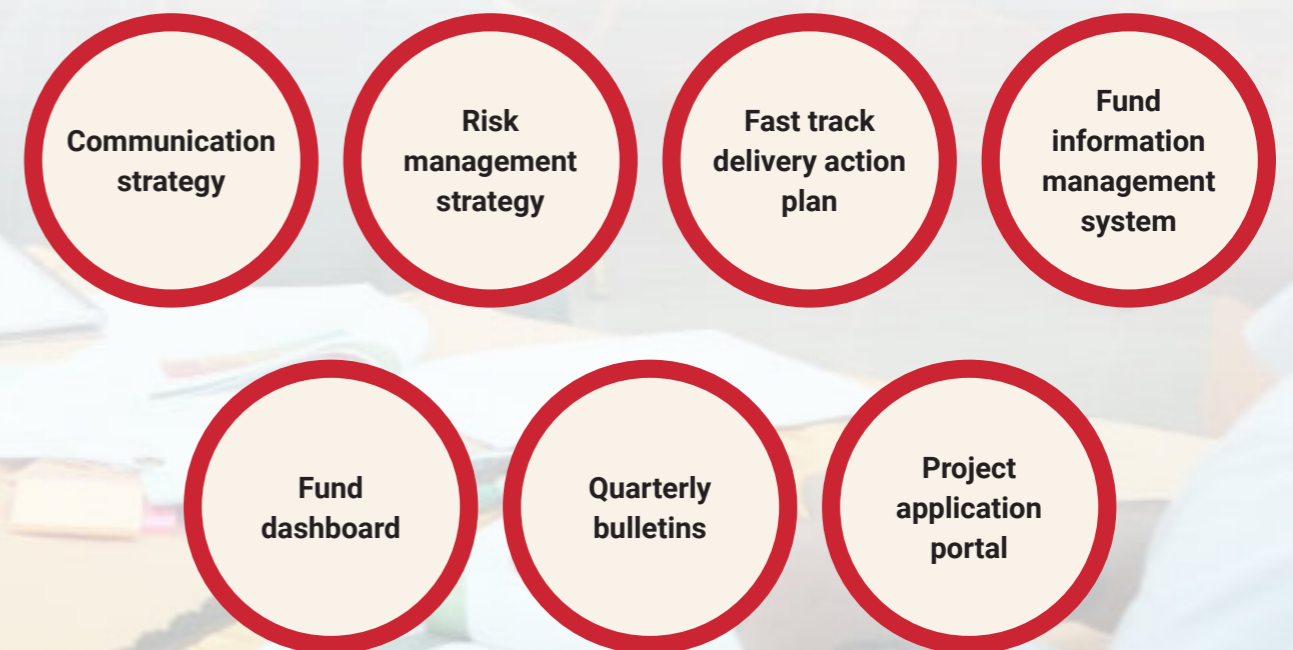 Communication
strategy
Risk
management
strategy
Fast track
delivery action
plan
Fund
information
management
system
Fund
dashboard
Quarterly
bulletins
Project
application
portal